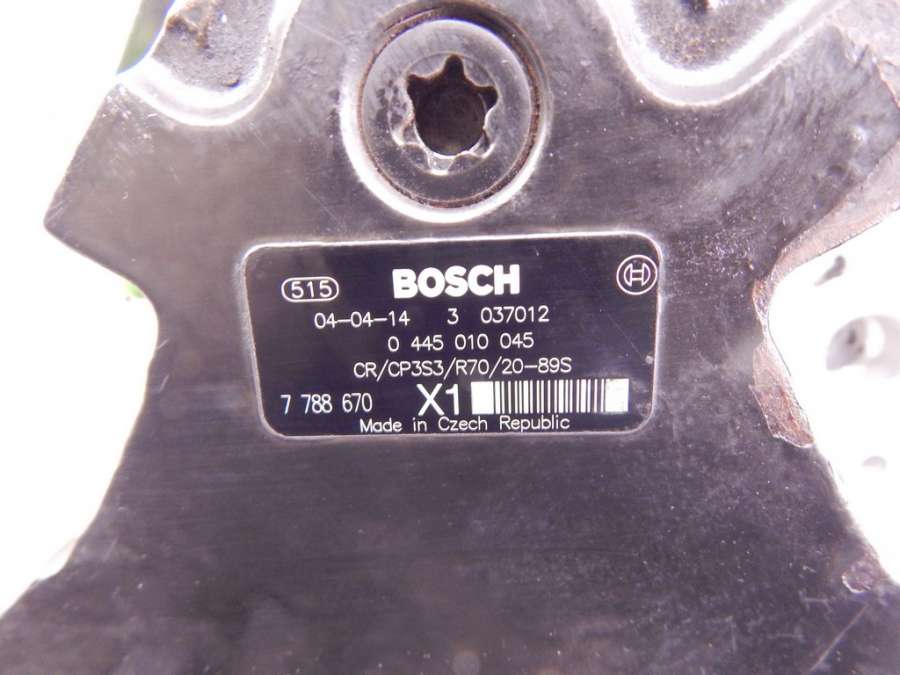 515 BOSCH
04-04-14 3 037012
0 445 010 045
CR/CP3S3/R70/20-89S
7 788 670 X1
Made in Czech Republic